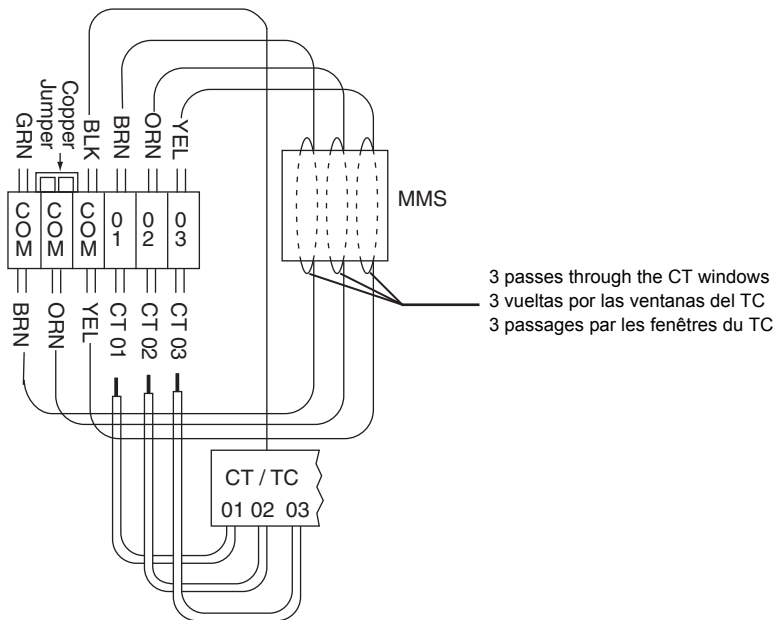 Copper
Jumper
GRN
BLK
BRN
ORN
YEL
COM
COM
COM
01
02
03
MMS
BRN
ORN
YEL
CT 01
CT 02
CT 03
3 passes through the CT windows
3 vueltas por las ventanas del TC
3 passages par les fenêtres du TC
CT / TC
01 02 03